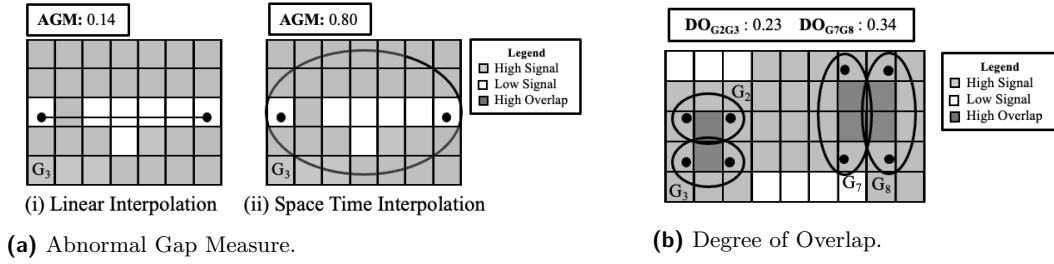 AGM: 0.14
G3
(i) Linear Interpolation
AGM: 0.80
G3
(ii) Space Time Interpolation
Legend
High Signal
Low Signal
High Overlap
(a) Abnormal Gap Measure.
DOG2G3 : 0.23 DOG7G8 : 0.34
G2
G3
G7 G8
Legend
High Signal
Low Signal
High Overlap
(b) Degree of Overlap.